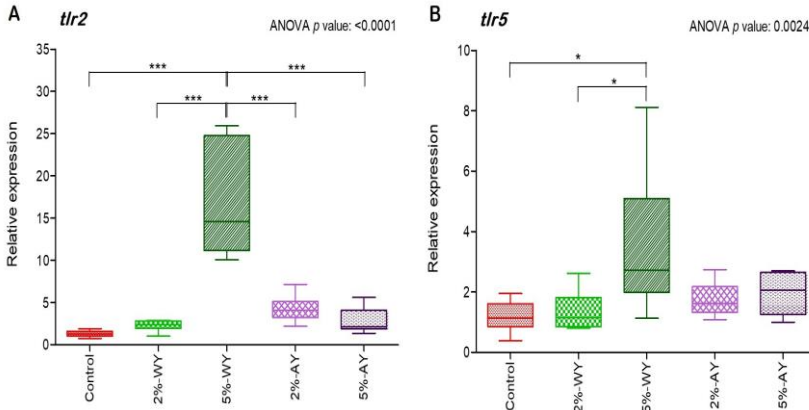 A
tlr2
ANOVA p value: <0.0001
Relative expression
35
30
25
20
15
10
5
0
***
***
***
***
Control
2%-WY
5%-WY
2%-AY
5%-AY
B
tlr5
ANOVA p value: 0.0024
Relative expression
10
8
6
4
2
0
*
*
Control
2%-WY
5%-WY
2%-AY
5%-AY